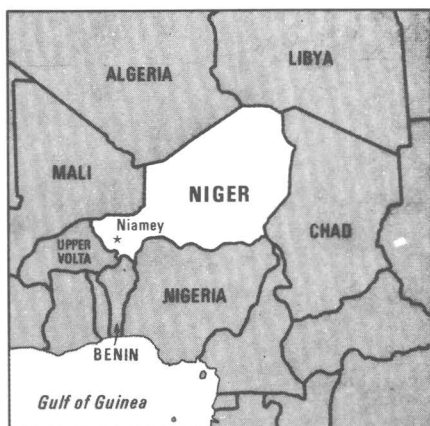 ALGERIA
LIBYA
MALI
NIGER
Niamey
UPPER
VOLTA
CHAD
NIGERIA
BENIN
Gulf of Guinea